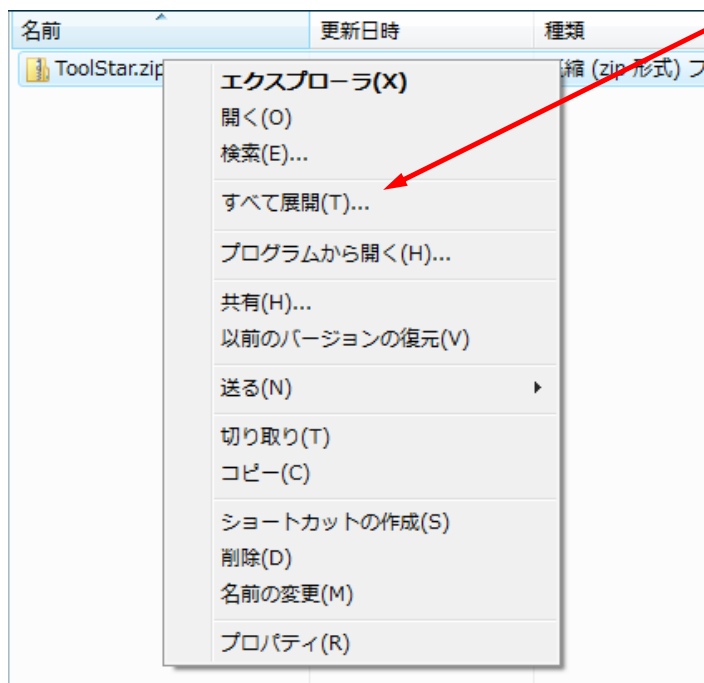 名前 更新日時 種類
ToolStar.zip 縮 (zip 形式) フ
エクスプローラ(X)
開く(O)
検索(E)...
すべて展開(T)...
プログラムから開く(H)...
共有(H)...
以前のバージョンの復元(V)
送る(N)
切り取り(T)
コピー(C)
ショートカットの作成(S)
削除(D)
名前の変更(M)
プロパティ(R)